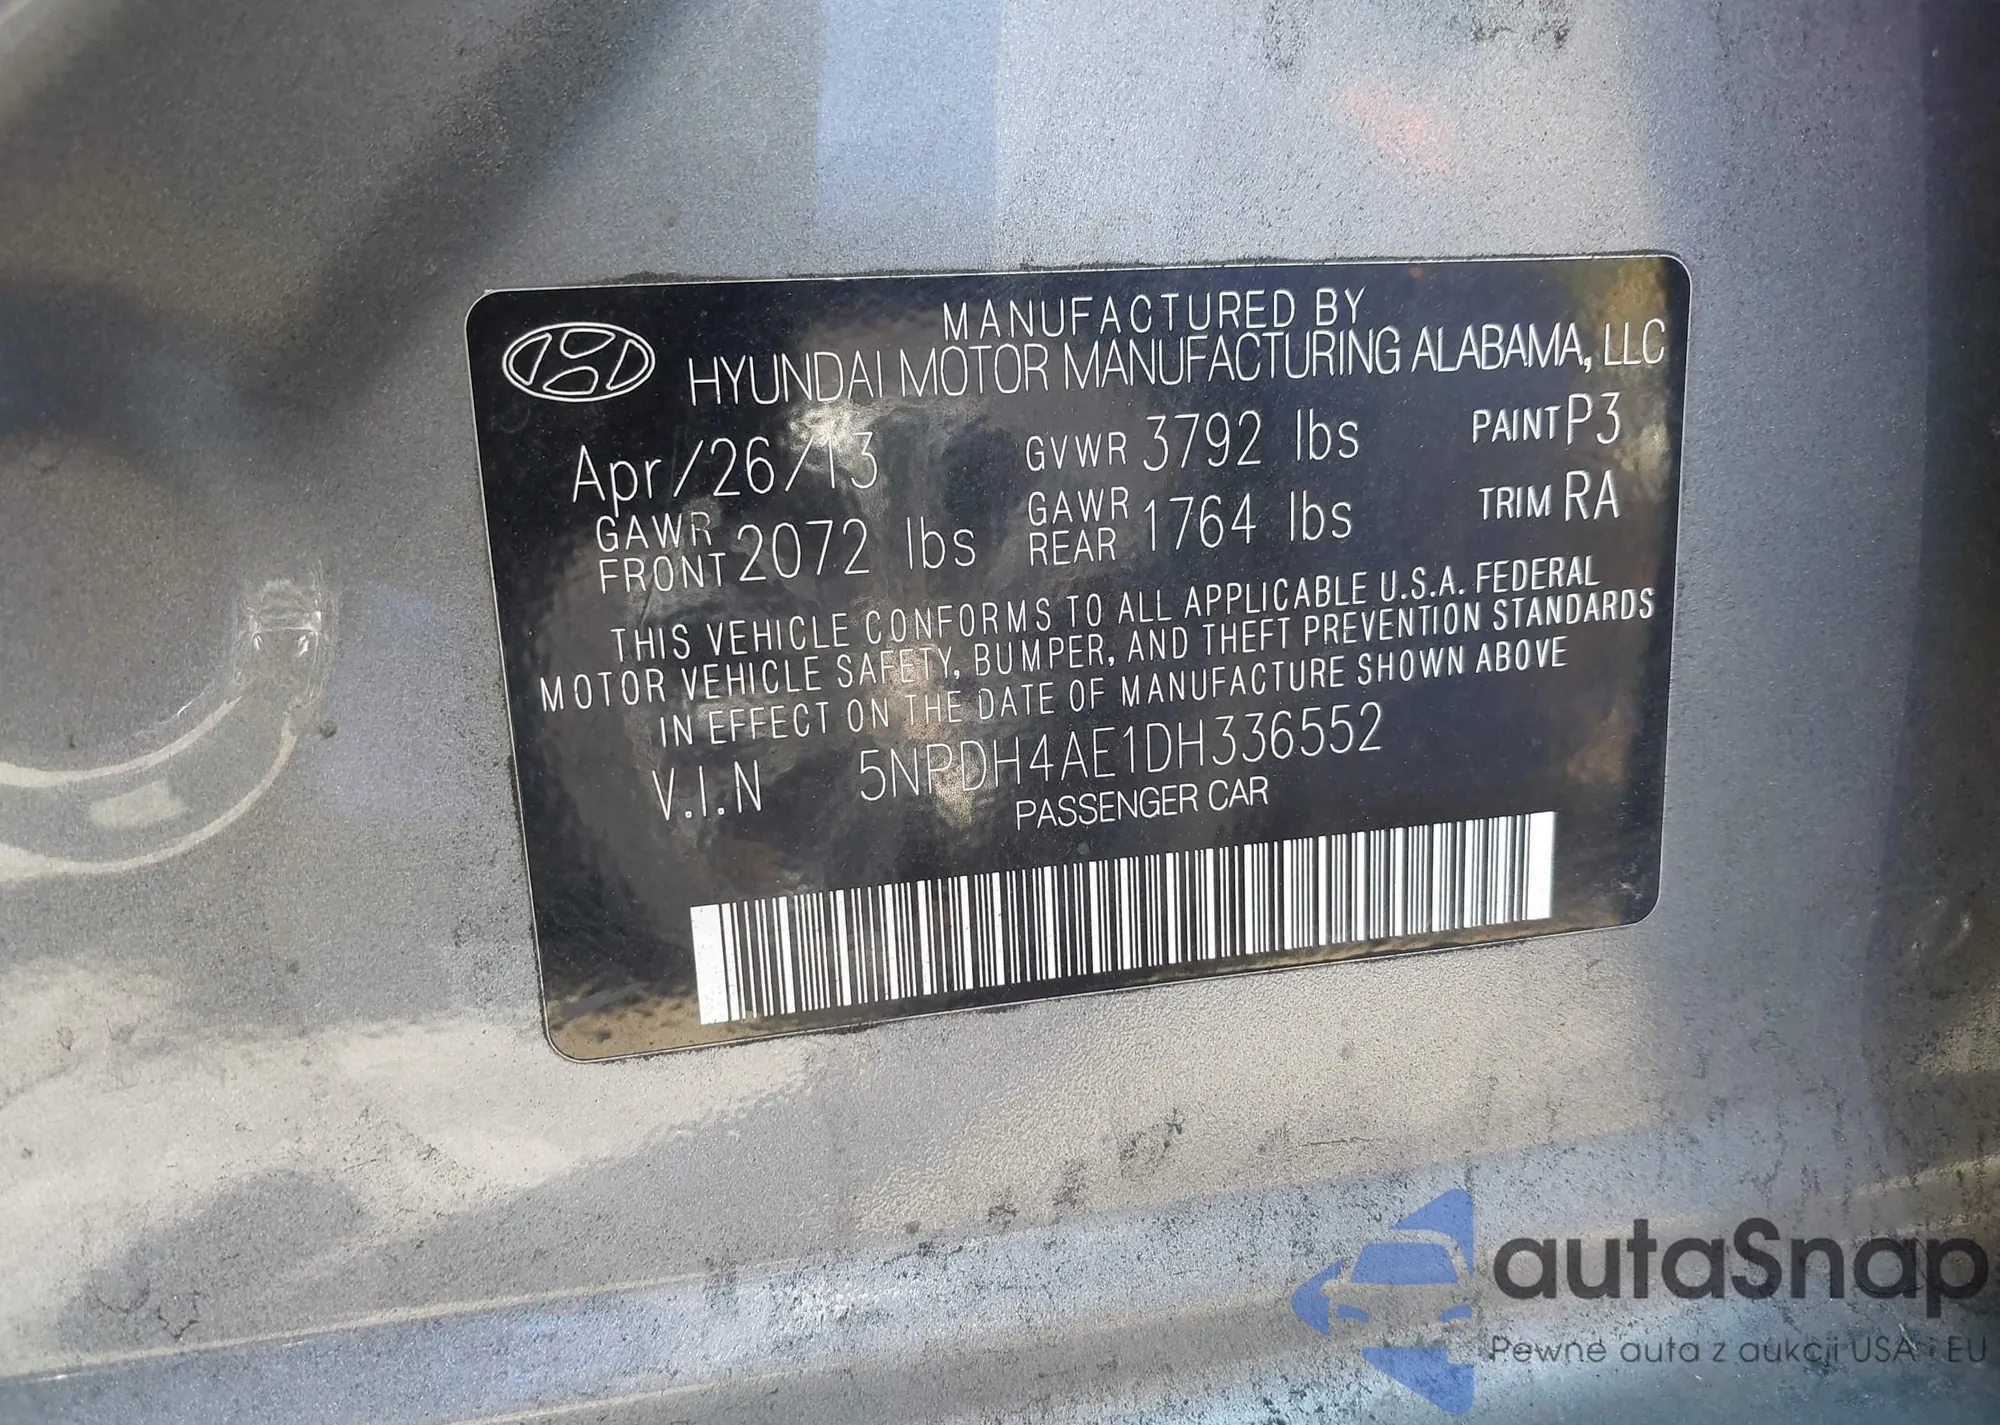 MANUFACTURED BY
HYUNDAI MOTOR MANUFACTURING ALABAMA, LLC
Apr/26/13 GVWR 3792 lbs PAINT P3
GAWR FRONT 2072 lbs GAWR REAR 1764 lbs TRIM RA
THIS VEHICLE CONFORMS TO ALL APPLICABLE U.S.A. FEDERAL
MOTOR VEHICLE SAFETY, BUMPER, AND THEFT PREVENTION STANDARDS
IN EFFECT ON THE DATE OF MANUFACTURE SHOWN ABOVE
V.I.N 5NPDH4AE1DH336552
PASSENGER CAR
autaSnap
Pewne auta z aukcji USA i EU